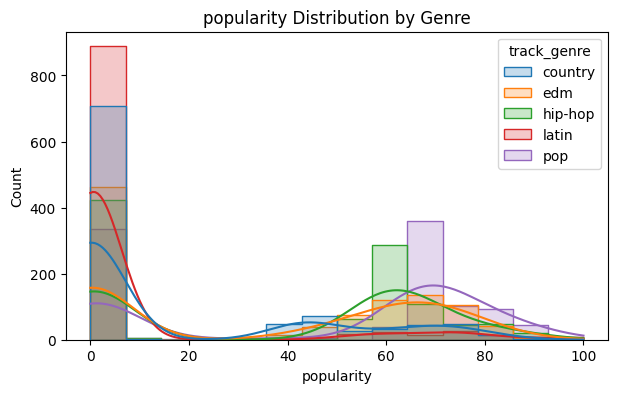 popularity Distribution by Genre
track_genre
country
edm
hip-hop
latin
pop
Count
800
600
400
200
0
0 20 40 60 80 100
popularity